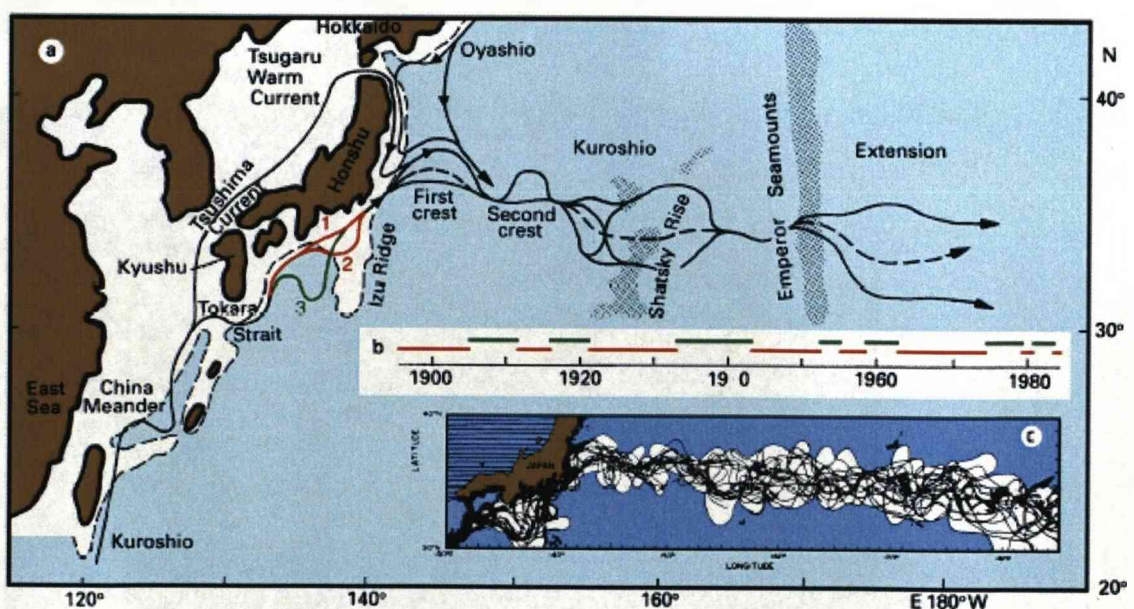 a
Hokkaido
Oyashio
N
Tsugaru
Warm
Current
40°
Kuroshio
Extension
Emperor Seamounts
Honshu
Tsushima
Current
First
crest
Second
crest
Shatsky Rise
1
2
3
Kyushu
Izu Ridge
Tokara
Strait
30°
b
1900
1920
19 0
1960
1980
East
Sea
China
Meander
c
LATITUDE
JAPAN
LONGITUDE
Kuroshio
20°
120°
140°
160°
E 180°W